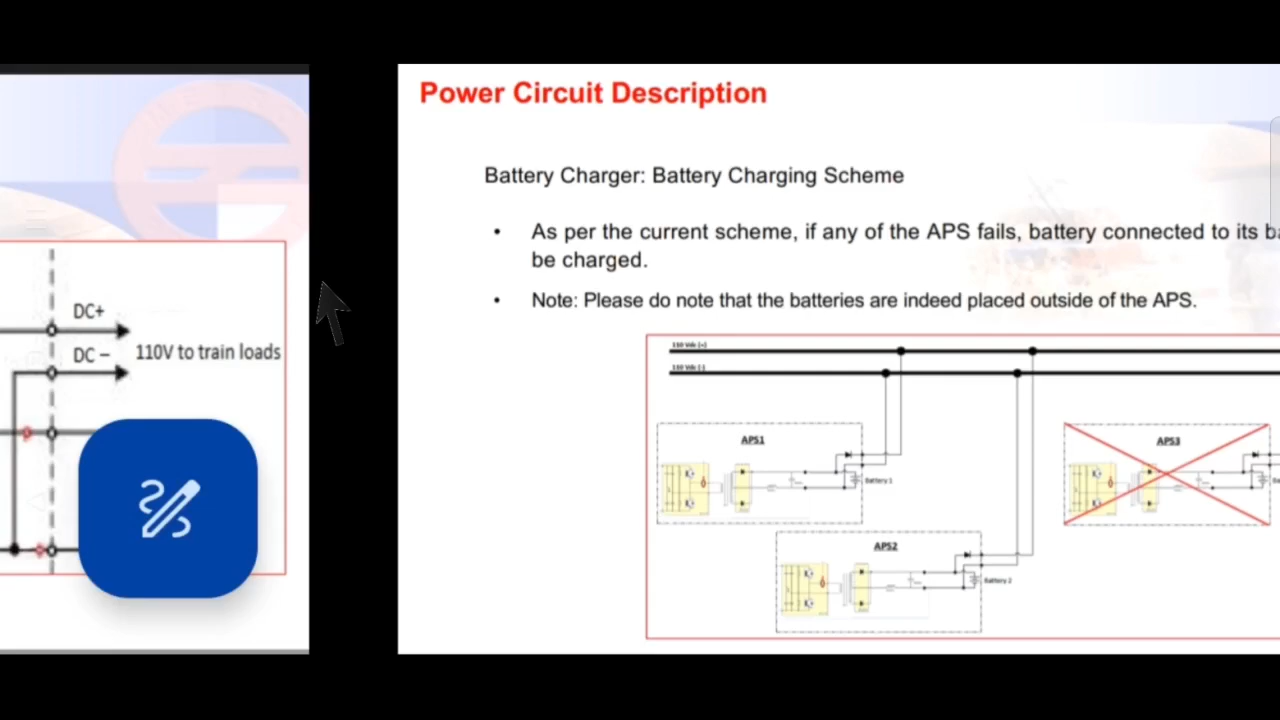 DC+
DC –
110V to train loads
Power Circuit Description
Battery Charger: Battery Charging Scheme
• As per the current scheme, if any of the APS fails, battery connected to its
be charged.
• Note: Please do note that the batteries are indeed placed outside of the APS.
110 Vdc (+)
110 Vdc (-)
APS1
Battery 1
APS3
APS2
Battery 2